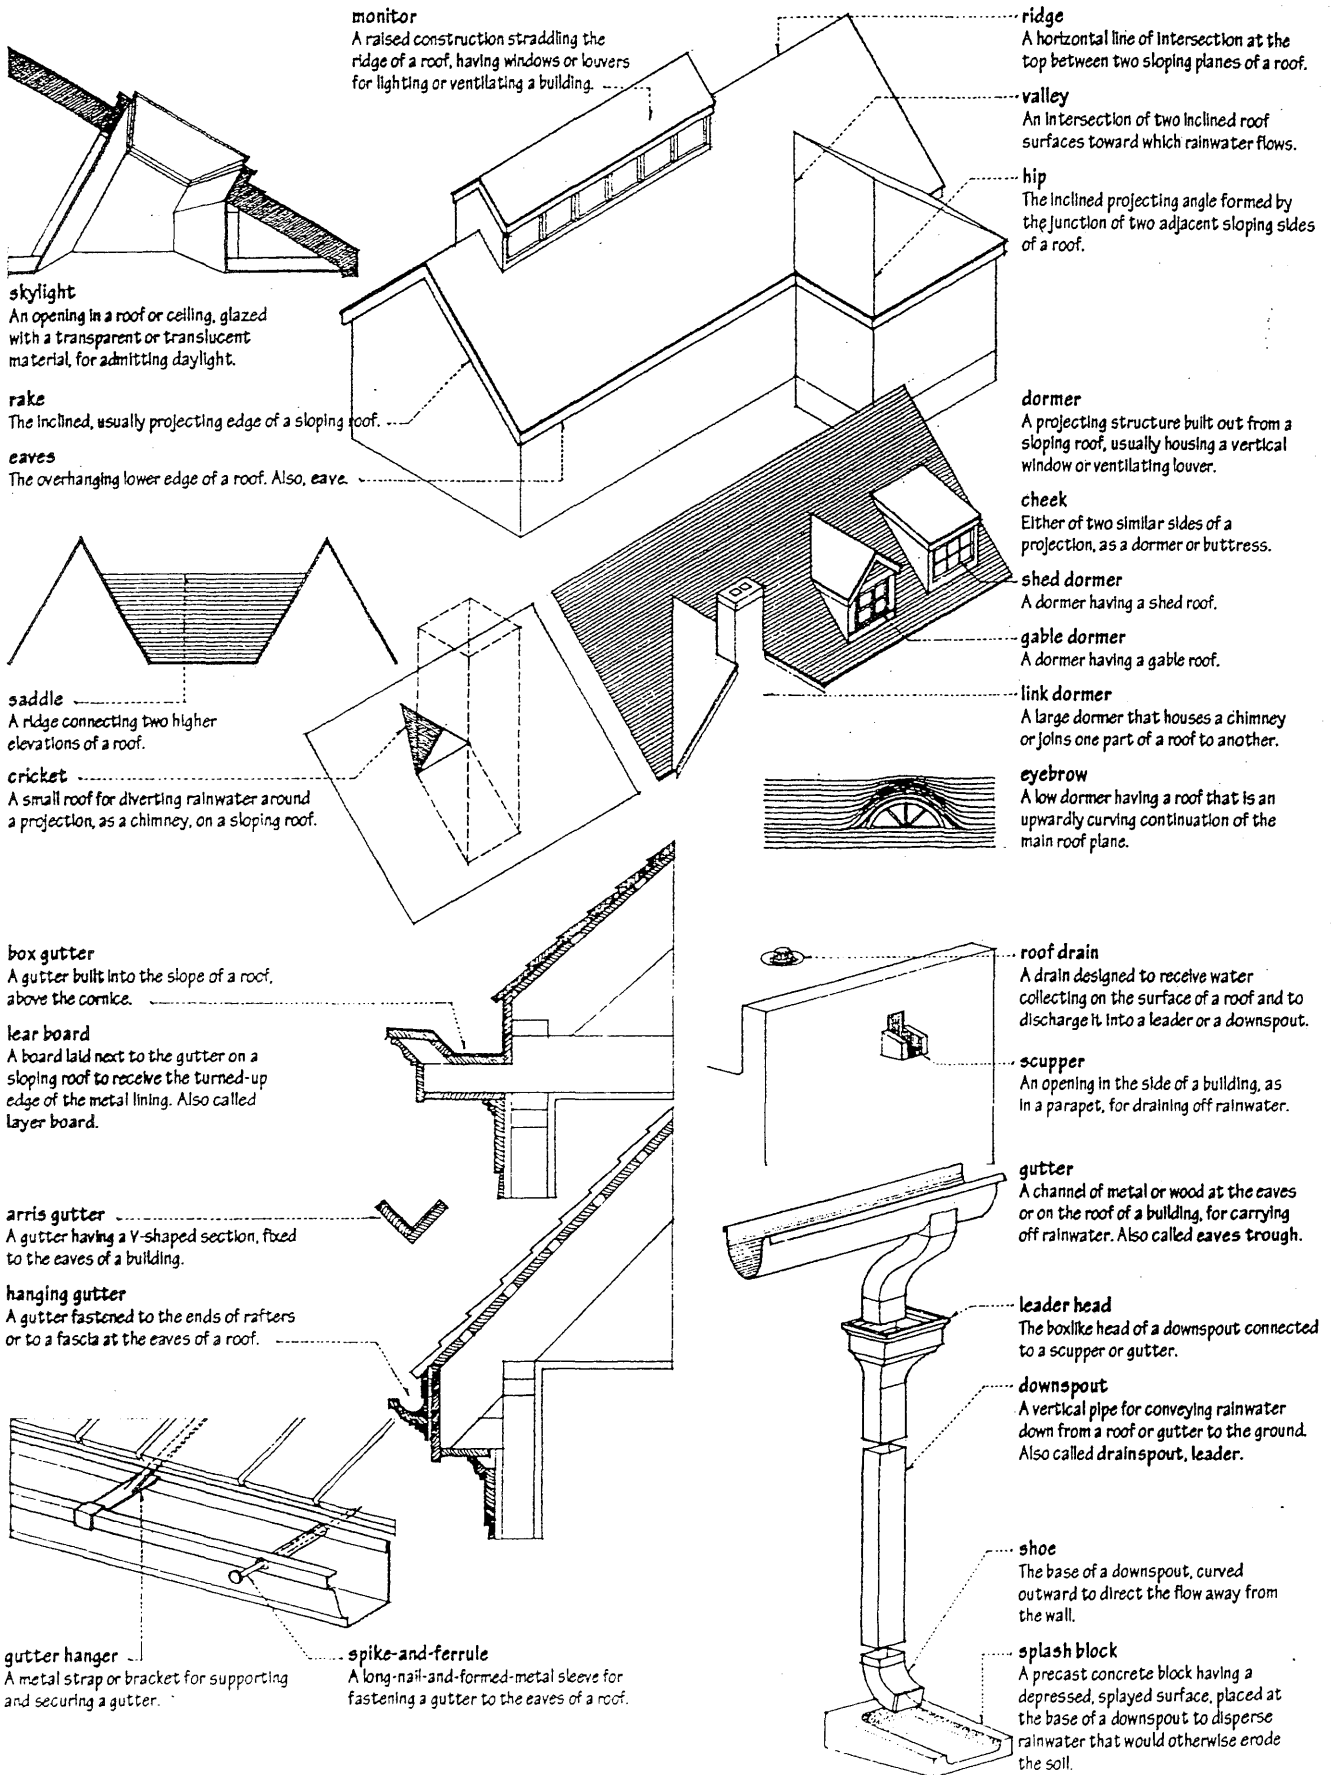 monitor
A raised construction straddling the
ridge of a roof, having windows or louvers
for lighting or ventilating a building.
ridge
A horizontal line of intersection at the
top between two sloping planes of a roof.
valley
An intersection of two inclined roof
surfaces toward which rainwater flows.
hip
The inclined projecting angle formed by
the junction of two adjacent sloping sides
of a roof.
skylight
An opening in a roof or ceiling, glazed
with a transparent or translucent
material, for admitting daylight.
rake
The inclined, usually projecting edge of a sloping roof.
eaves
The overhanging lower edge of a roof. Also, eave.
dormer
A projecting structure built out from a
sloping roof, usually housing a vertical
window or ventilating louver.
cheek
Either of two similar sides of a
projection, as a dormer or buttress.
shed dormer
A dormer having a shed roof.
gable dormer
A dormer having a gable roof.
link dormer
A large dormer that houses a chimney
or joins one part of a roof to another.
eyebrow
A low dormer having a roof that is an
upwardly curving continuation of the
main roof plane.
saddle
A ridge connecting two higher
elevations of a roof.
cricket
A small roof for diverting rainwater around
a projection, as a chimney, on a sloping roof.
box gutter
A gutter built into the slope of a roof,
above the cornice.
lear board
A board laid next to the gutter on a
sloping roof to receive the turned-up
edge of the metal lining. Also called
layer board.
arris gutter
A gutter having a V-shaped section, fixed
to the eaves of a building.
hanging gutter
A gutter fastened to the ends of rafters
or to a fascia at the eaves of a roof.
gutter hanger
A metal strap or bracket for supporting
and securing a gutter.
spike-and-ferrule
A long-nail-and-formed-metal sleeve for
fastening a gutter to the eaves of a roof.
roof drain
A drain designed to receive water
collecting on the surface of a roof and to
discharge it into a leader or a downspout.
scupper
An opening in the side of a building, as
in a parapet, for draining off rainwater.
gutter
A channel of metal or wood at the eaves
or on the roof of a building, for carrying
off rainwater. Also called eaves trough.
leader head
The boxlike head of a downspout connected
to a scupper or gutter.
downspout
A vertical pipe for conveying rainwater
down from a roof or gutter to the ground.
Also called drainspout, leader.
shoe
The base of a downspout, curved
outward to direct the flow away from
the wall.
splash block
A precast concrete block having a
depressed, splayed surface, placed at
the base of a downspout to disperse
rainwater that would otherwise erode
the soil.